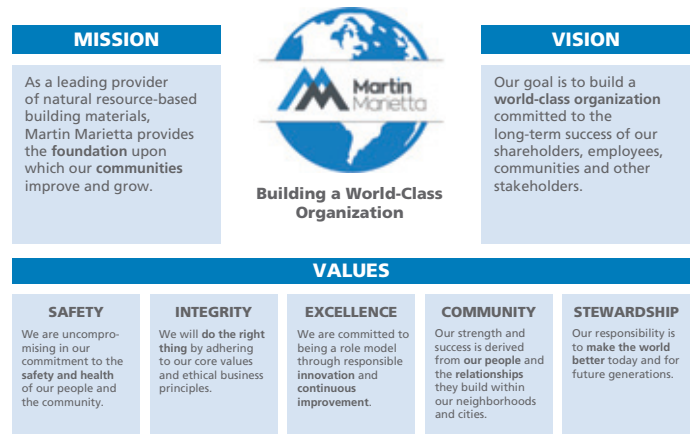 MISSION
As a leading provider
of natural resource-based
building materials,
Martin Marietta provides
the foundation upon
which our communities
improve and grow.
Martin
Marietta
Building a World-Class
Organization
VISION
Our goal is to build a
world-class organization
committed to the
long-term success of our
shareholders, employees,
communities and other
stakeholders.
VALUES
SAFETY
We are uncompro-
mising in our
commitment to the
safety and health
of our people and
the community.
INTEGRITY
We will do the right
thing by adhering
to our core values
and ethical business
principles.
EXCELLENCE
We are committed to
being a role model
through responsible
innovation and
continuous
improvement.
COMMUNITY
Our strength and
success is derived
from our people and
the relationships
they build within
our neighborhoods
and cities.
STEWARDSHIP
Our responsibility is
to make the world
better today and for
future generations.